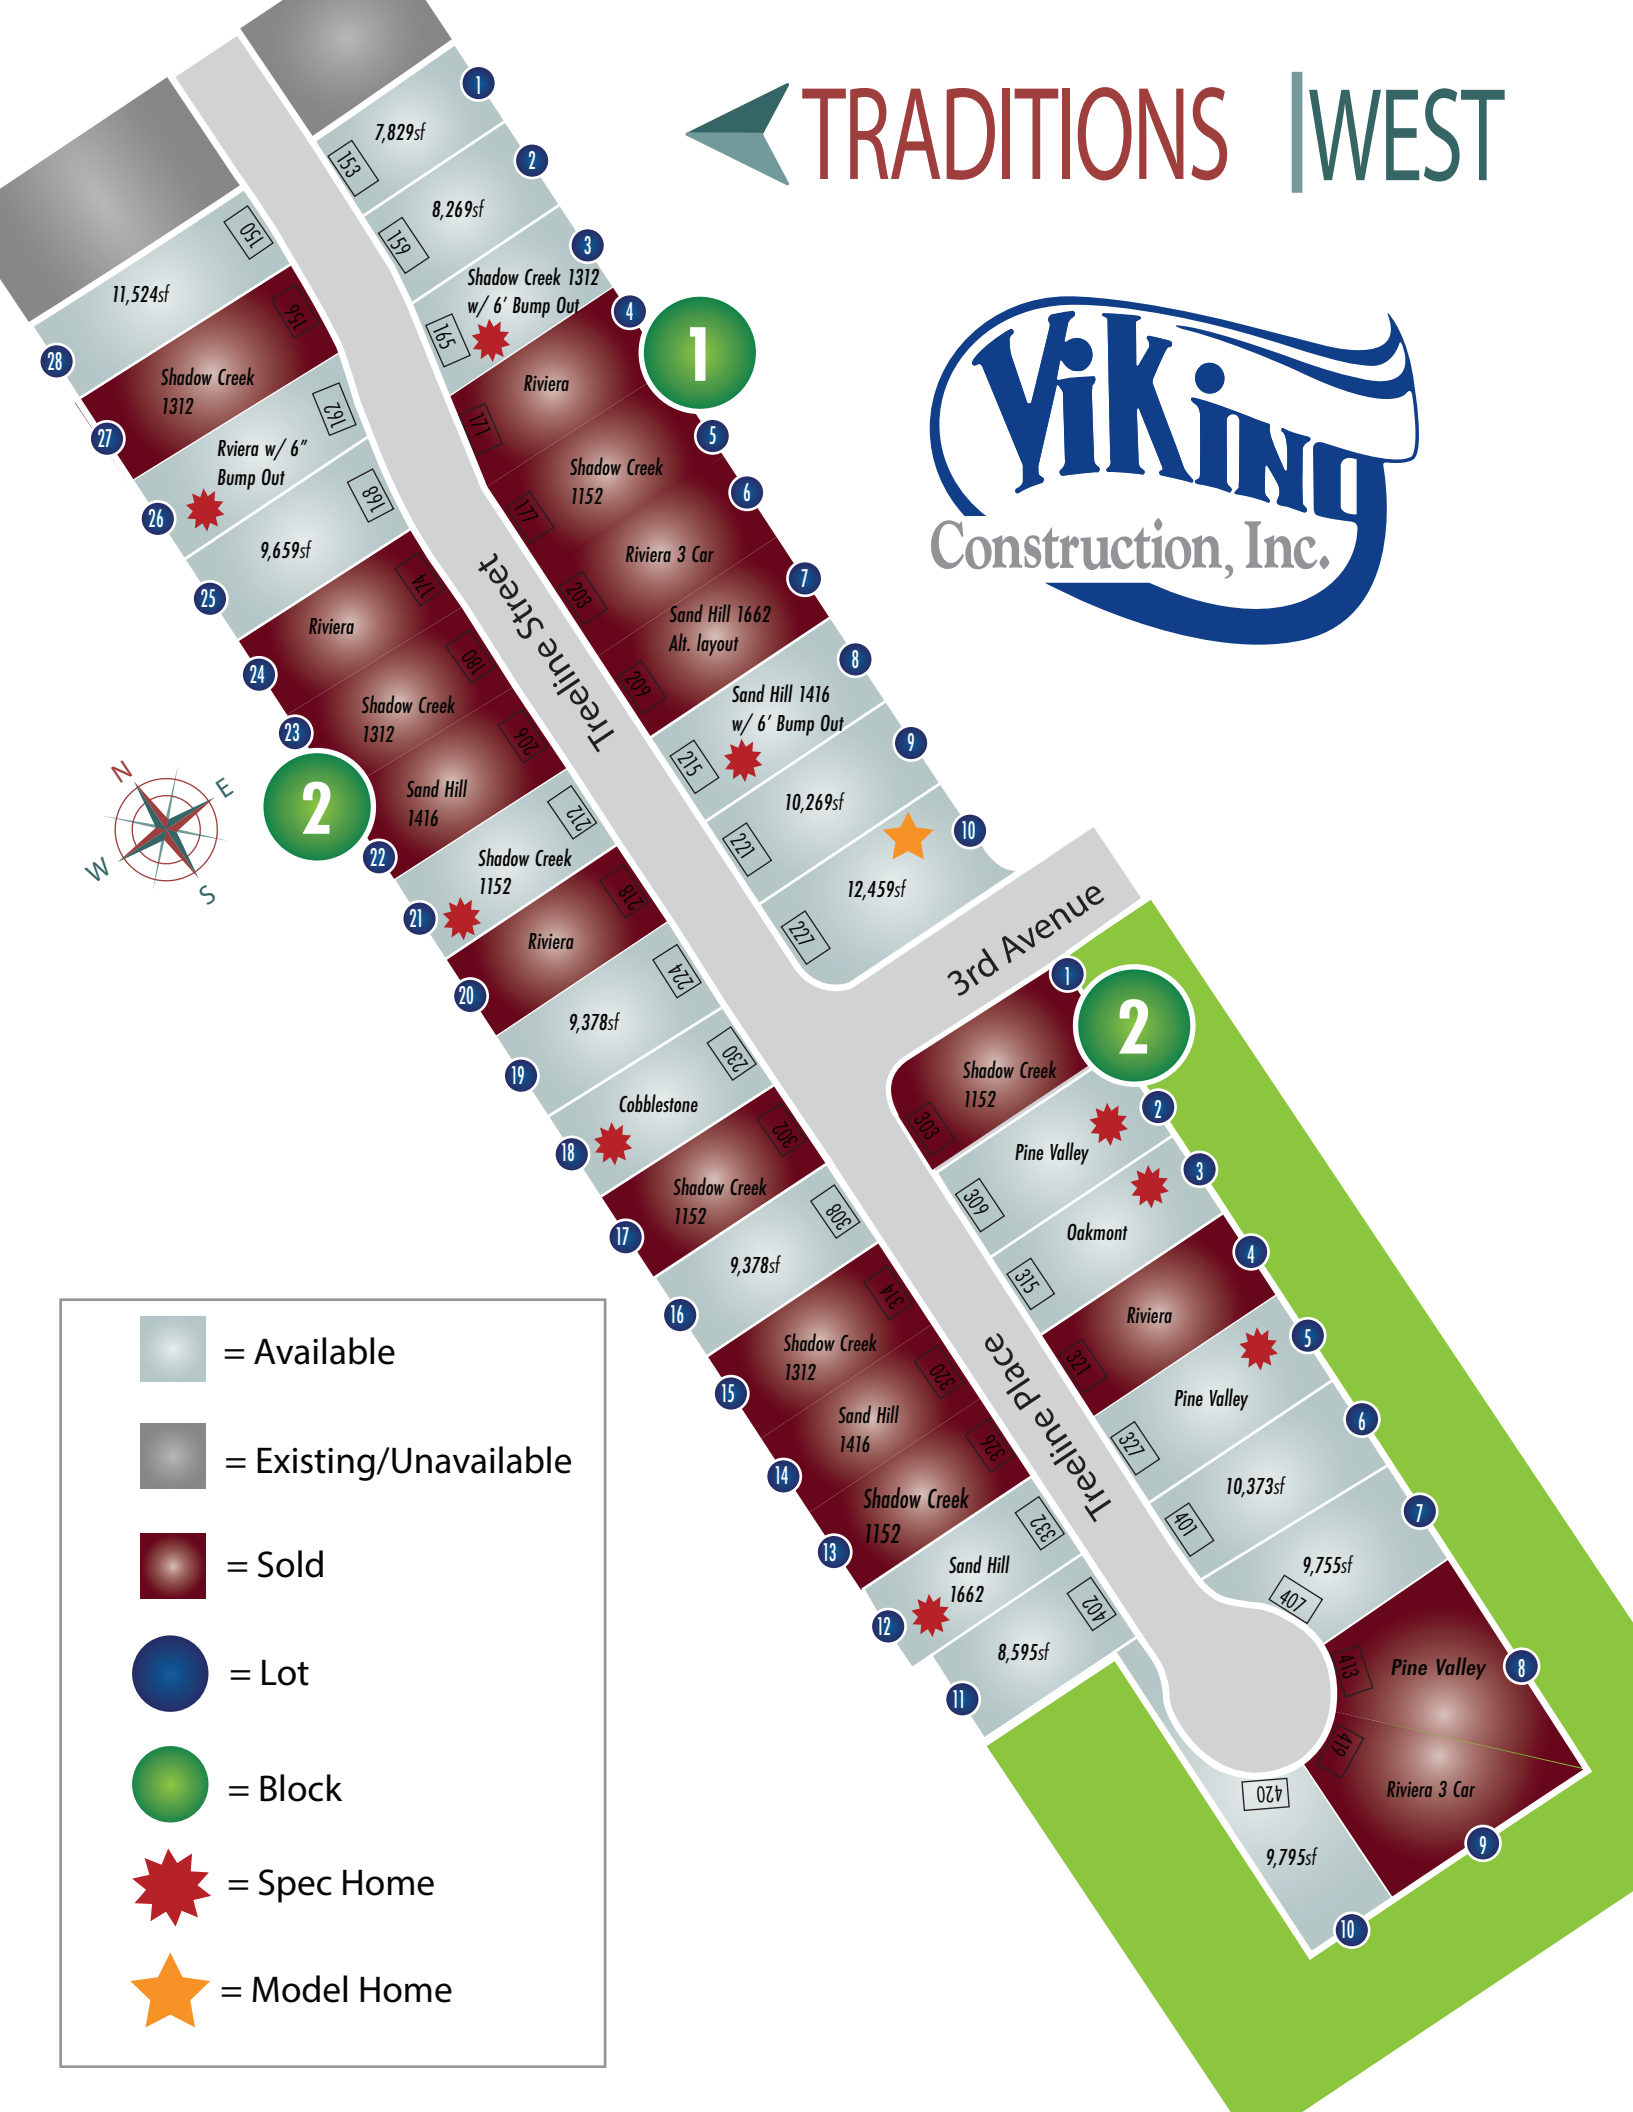 TRADITIONS WEST
ViKiNG
Construction, Inc.
1
7,829sf
153
2
8,269sf
159
3
Shadow Creek 1312
w/ 6' Bump Out
165
4
1
Riviera
171
5
Shadow Creek
1152
177
6
Riviera 3 Car
203
7
Sand Hill 1662
Alt. layout
209
8
Sand Hill 1416
w/ 6' Bump Out
215
9
10,269sf
221
10
12,459sf
227
150
11,524sf
28
156
Shadow Creek
1312
27
162
Rviera w/ 6"
Bump Out
26
168
9,659sf
25
174
Riviera
24
180
Shadow Creek
1312
23
2
206
Sand Hill
1416
22
212
Shadow Creek
1152
21
218
Riviera
20
224
9,378sf
19
230
Cobblestone
18
302
Shadow Creek
1152
17
308
9,378sf
16
314
Shadow Creek
1312
15
320
Sand Hill
1416
14
326
Shadow Creek
1152
13
332
Sand Hill
1662
12
402
8,595sf
11
Treeline Street
3rd Avenue
Treeline Place
1
2
Shadow Creek
1152
303
2
Pine Valley
309
3
Oakmont
315
4
Riviera
321
5
Pine Valley
327
6
10,373sf
401
7
9,755sf
407
8
Pine Valley
413
419
Riviera 3 Car
9
420
9,795sf
10
N
E
W
S
= Available
= Existing/Unavailable
= Sold
= Lot
= Block
= Spec Home
= Model Home